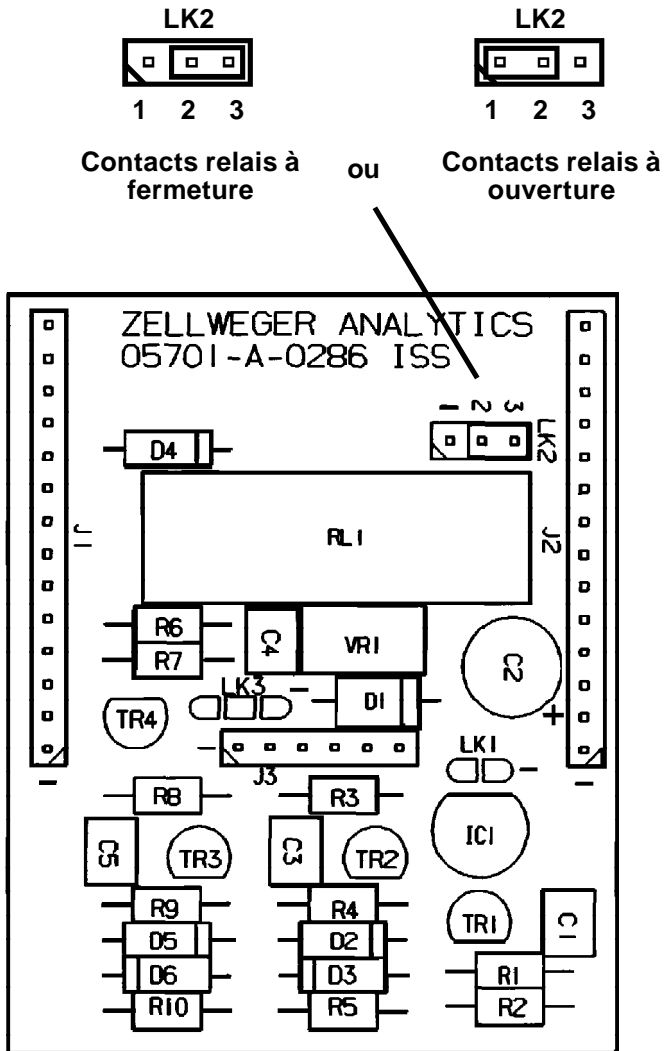 LK2 LK2
1 2 3 1 2 3
Contacts relais à
fermeture
ou
Contacts relais à
ouverture
ZELLWEGER ANALYTICS
05701-A-0286 ISS
1 2 3
LK2
D4
J1
RL1
J2
R6
R7
C4
VR1
C2
LK3
TR4
D1
+
J3
LK1
R8
R3
IC1
C5
TR3
C3
TR2
R9
R4
TR1
C1
D5
D2
D6
D3
R1
R10
R5
R2